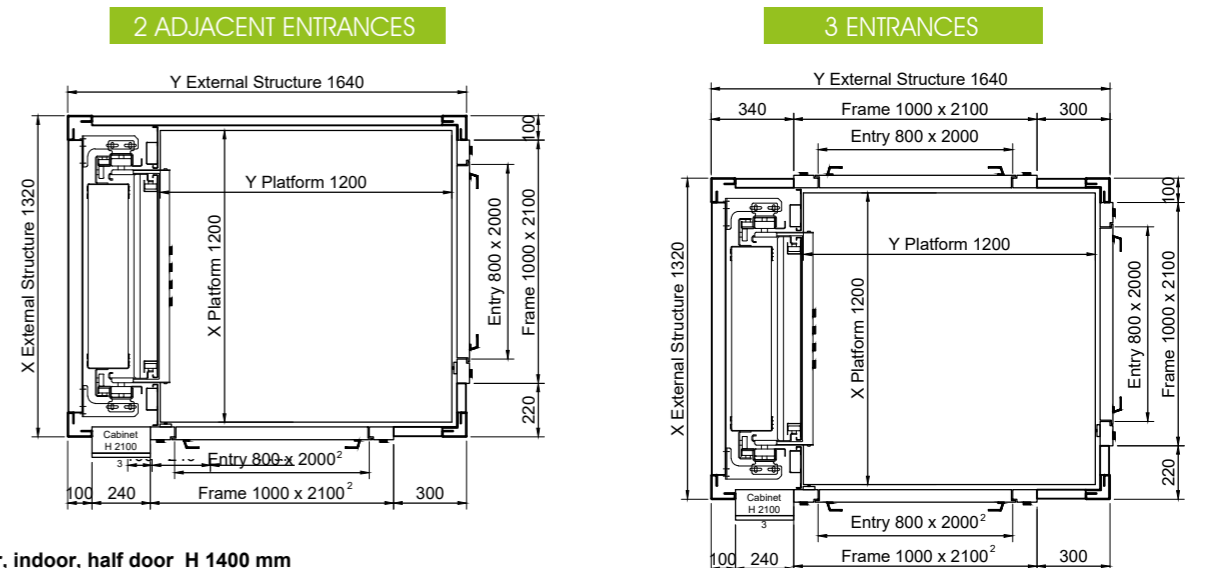 2 ADJACENT ENTRANCES
Y External Structure 1640
X External Structure 1320
Y Platform 1200
X Platform 1200
100
Entry 800 x 2000
Frame 1000 x 2100
220
Cabinet
H 2100
3
Entry 800 x 2000²
100 240 Frame 1000 x 2100² 300
3 ENTRANCES
Y External Structure 1640
340 Frame 1000 x 2100 300
Entry 800 x 2000
X External Structure 1320
Y Platform 1200
X Platform 1200
100
Entry 800 x 2000
Frame 1000 x 2100
220
Cabinet
H 2100
3
Entry 800 x 2000²
100 240 Frame 1000 x 2100² 300
, indoor, half door H 1400 mm